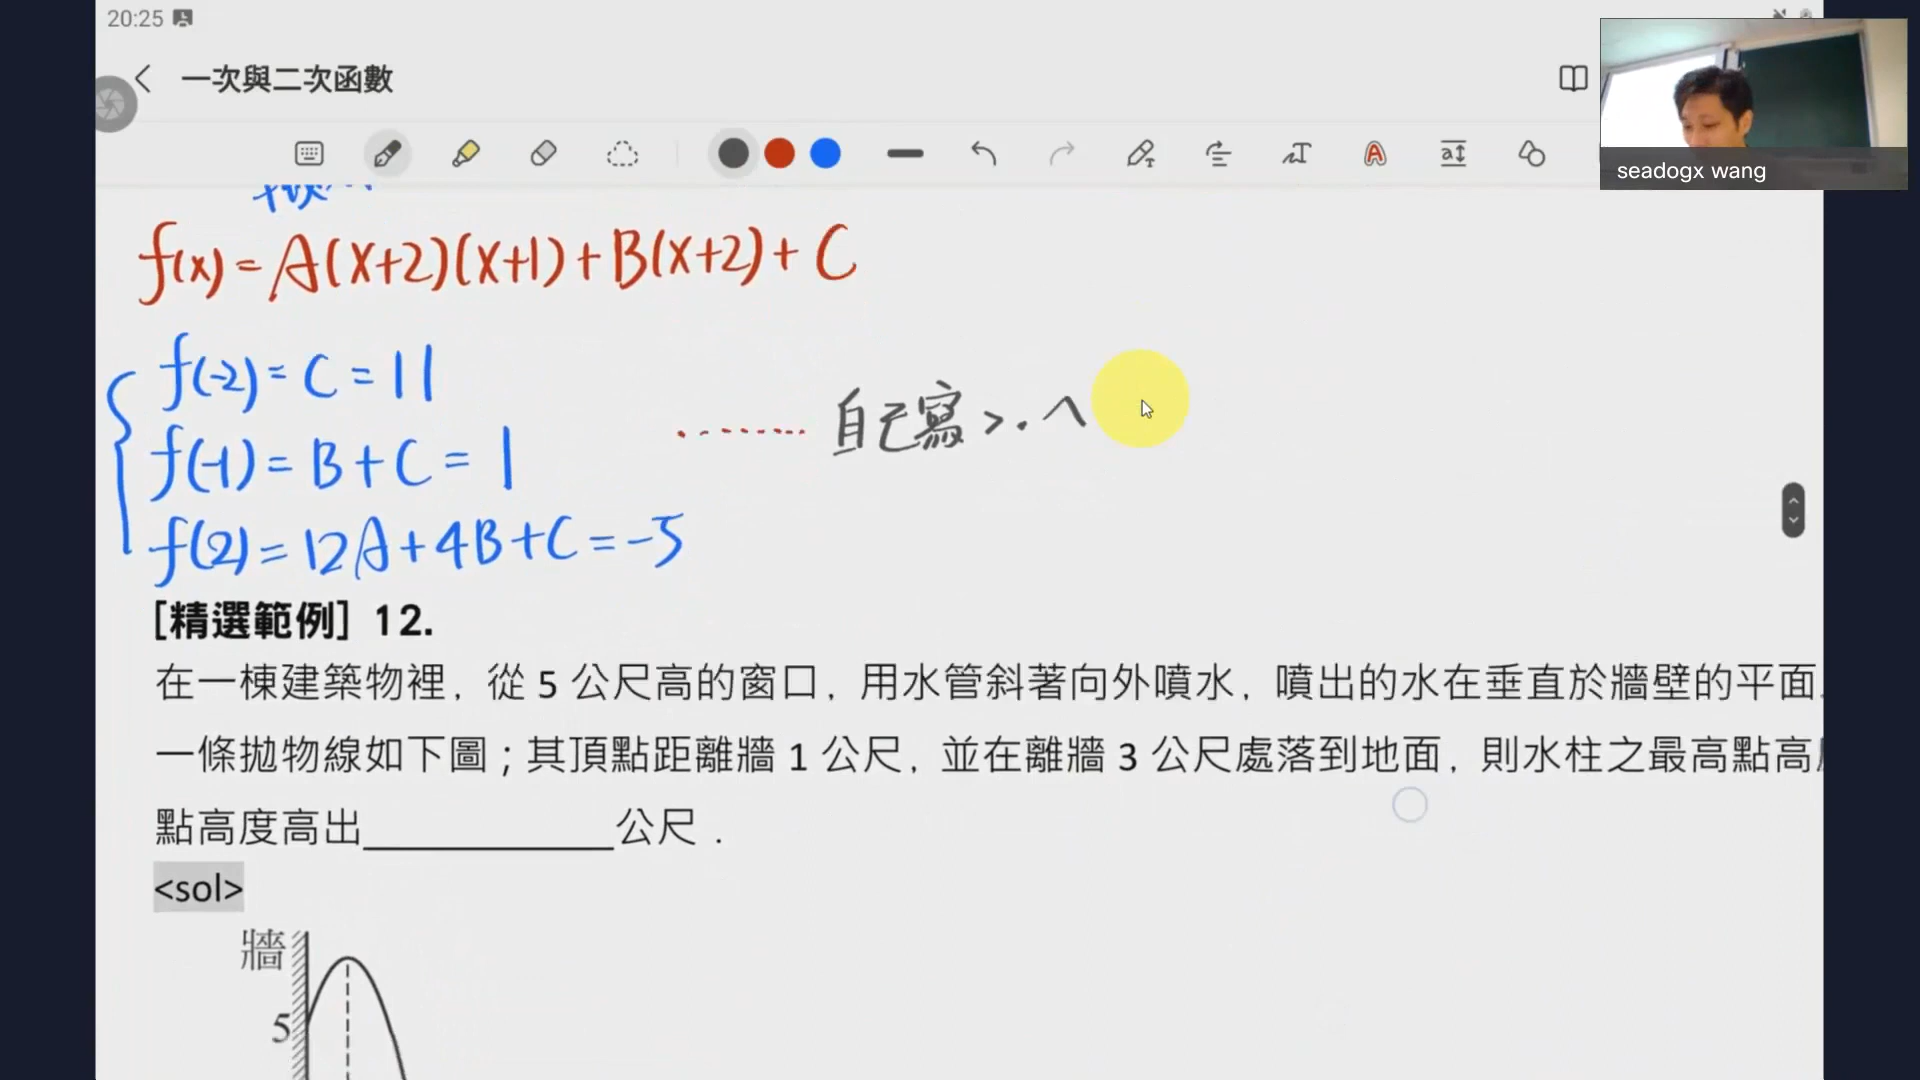 20:25
一次與二次函數
seadogx wang
f(x)=A(x+2)(x+1)+B(x+2)+C
f(-2)=C=11
f(-1)=B+C=1
f(2)=12A+4B+C=-5
........自己寫>.^
[精選範例] 12.
在一棟建築物裡，從 5 公尺高的窗口，用水管斜著向外噴水，噴出的水在垂直於牆壁的平面
一條拋物線如下圖；其頂點距離牆 1 公尺，並在離牆 3 公尺處落到地面，則水柱之最高點高
點高度高出____________公尺．
<sol>
牆
5